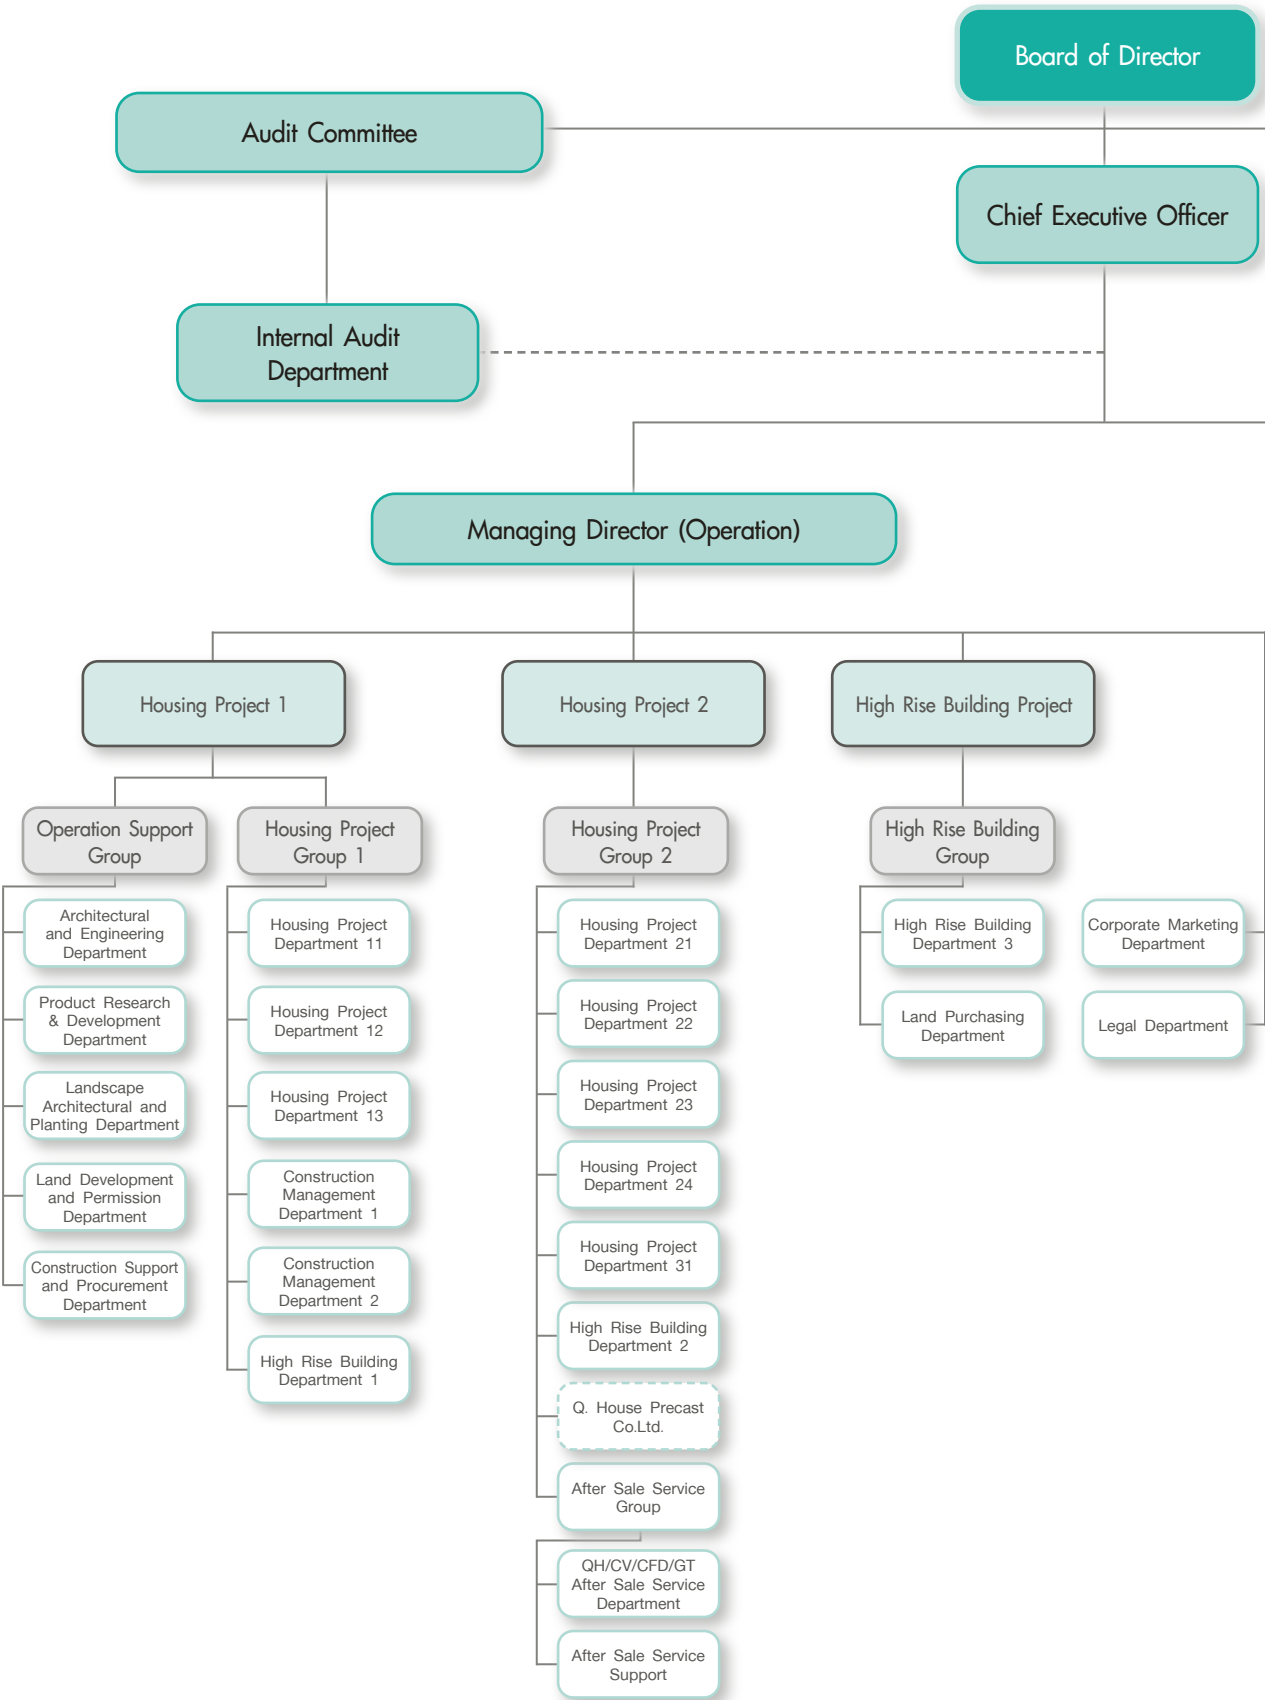 Board of Director
Audit Committee
Chief Executive Officer
Internal Audit
Department
Managing Director (Operation)
Housing Project 1
Housing Project 2
High Rise Building Project
Operation Support
Group
Housing Project
Group 1
Housing Project
Group 2
High Rise Building
Group
Architectural
and Engineering
Department
Product Research
& Development
Department
Landscape
Architectural and
Planting Department
Land Development
and Permission
Department
Construction Support
and Procurement
Department
Housing Project
Department 11
Housing Project
Department 12
Housing Project
Department 13
Construction
Management
Department 1
Construction
Management
Department 2
High Rise Building
Department 1
Housing Project
Department 21
Housing Project
Department 22
Housing Project
Department 23
Housing Project
Department 24
Housing Project
Department 31
High Rise Building
Department 2
Q. House Precast
Co.Ltd.
After Sale Service
Group
QH/CV/CFD/GT
After Sale Service
Department
After Sale Service
Support
High Rise Building
Department 3
Land Purchasing
Department
Corporate Marketing
Department
Legal Department